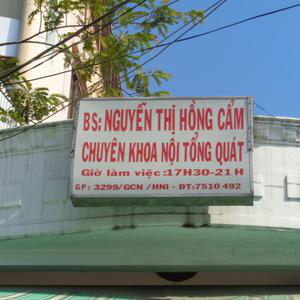 BS: NGUYỄN THỊ HỒNG CẨM
CHUYÊN KHOA NỘI TỔNG QUÁT
Giờ làm việc :17H30-21H
GP: 3299/GCN /HNI - ĐT:7510 492